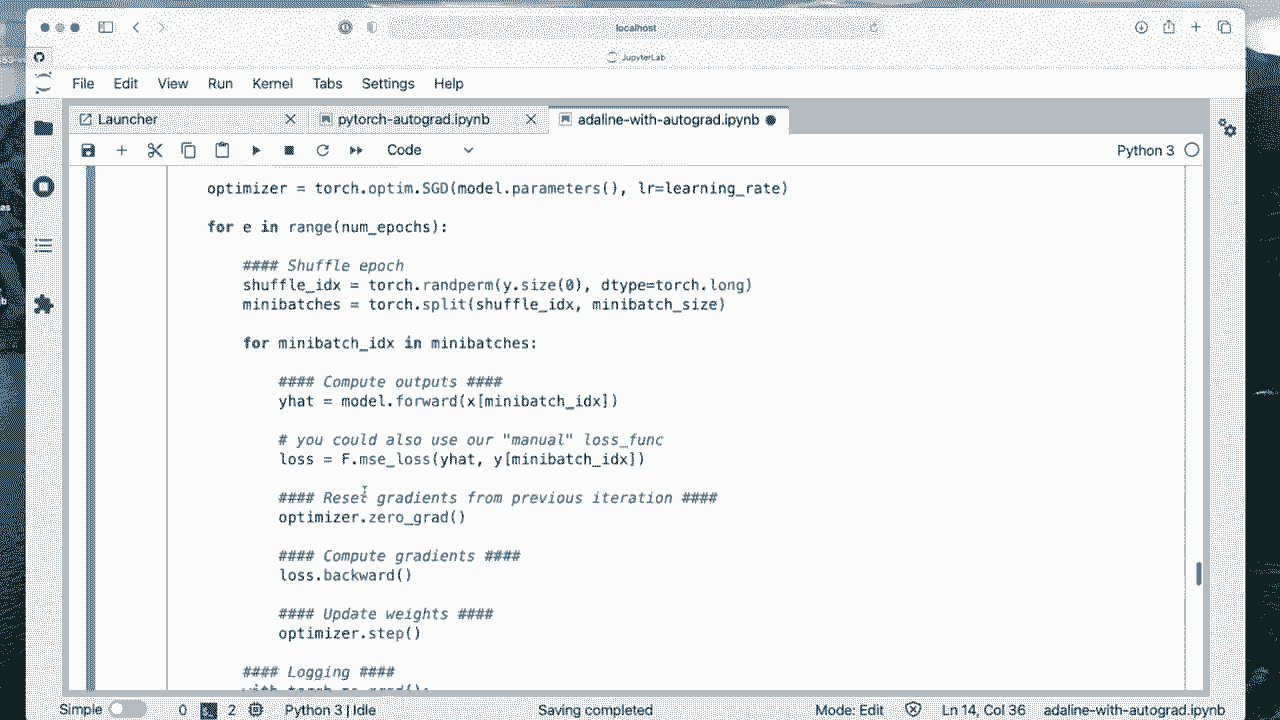 localhost
JupyterLab
File Edit View Run Kernel Tabs Settings Help
Launcher pytorch-autograd.ipynb adaline-with-autograd.ipynb
Code Python 3
optimizer = torch.optim.SGD(model.parameters(), lr=learning_rate)
for e in range(num_epochs):
#### Shuffle epoch
shuffle_idx = torch.randperm(y.size(0), dtype=torch.long)
minibatches = torch.split(shuffle_idx, minibatch_size)
for minibatch_idx in minibatches:
#### Compute outputs ####
yhat = model.forward(x[minibatch_idx])
# you could also use our "manual" loss_func
loss = F.mse_loss(yhat, y[minibatch_idx])
#### Reset gradients from previous iteration ####
optimizer.zero_grad()
#### Compute gradients ####
loss.backward()
#### Update weights ####
optimizer.step()
#### Logging ####
with torch.no_grad():
Simple 0 2 Python 3 | Idle Saving completed Mode: Edit Ln 14, Col 36 adaline-with-autograd.ipynb